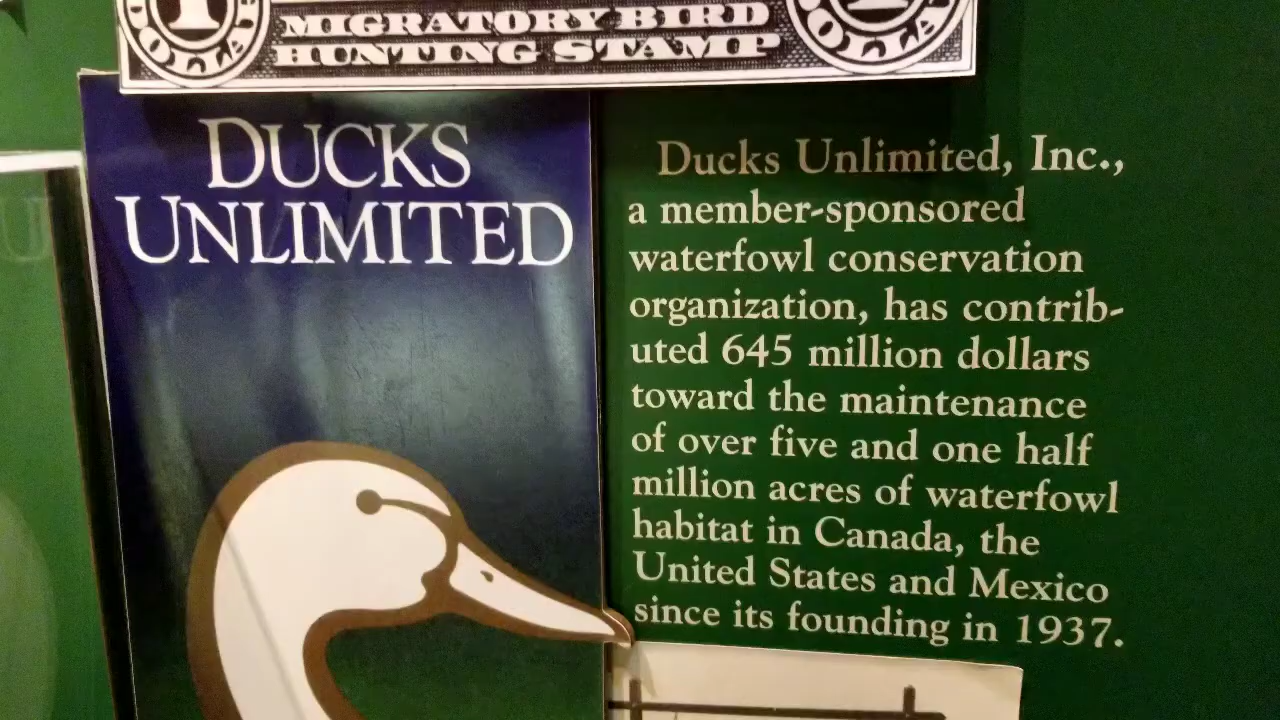 MIGRATORY BIRD
HUNTING STAMP
DUCKS
UNLIMITED
Ducks Unlimited, Inc.,
a member-sponsored
waterfowl conservation
organization, has contrib-
uted 645 million dollars
toward the maintenance
of over five and one half
million acres of waterfowl
habitat in Canada, the
United States and Mexico
since its founding in 1937.